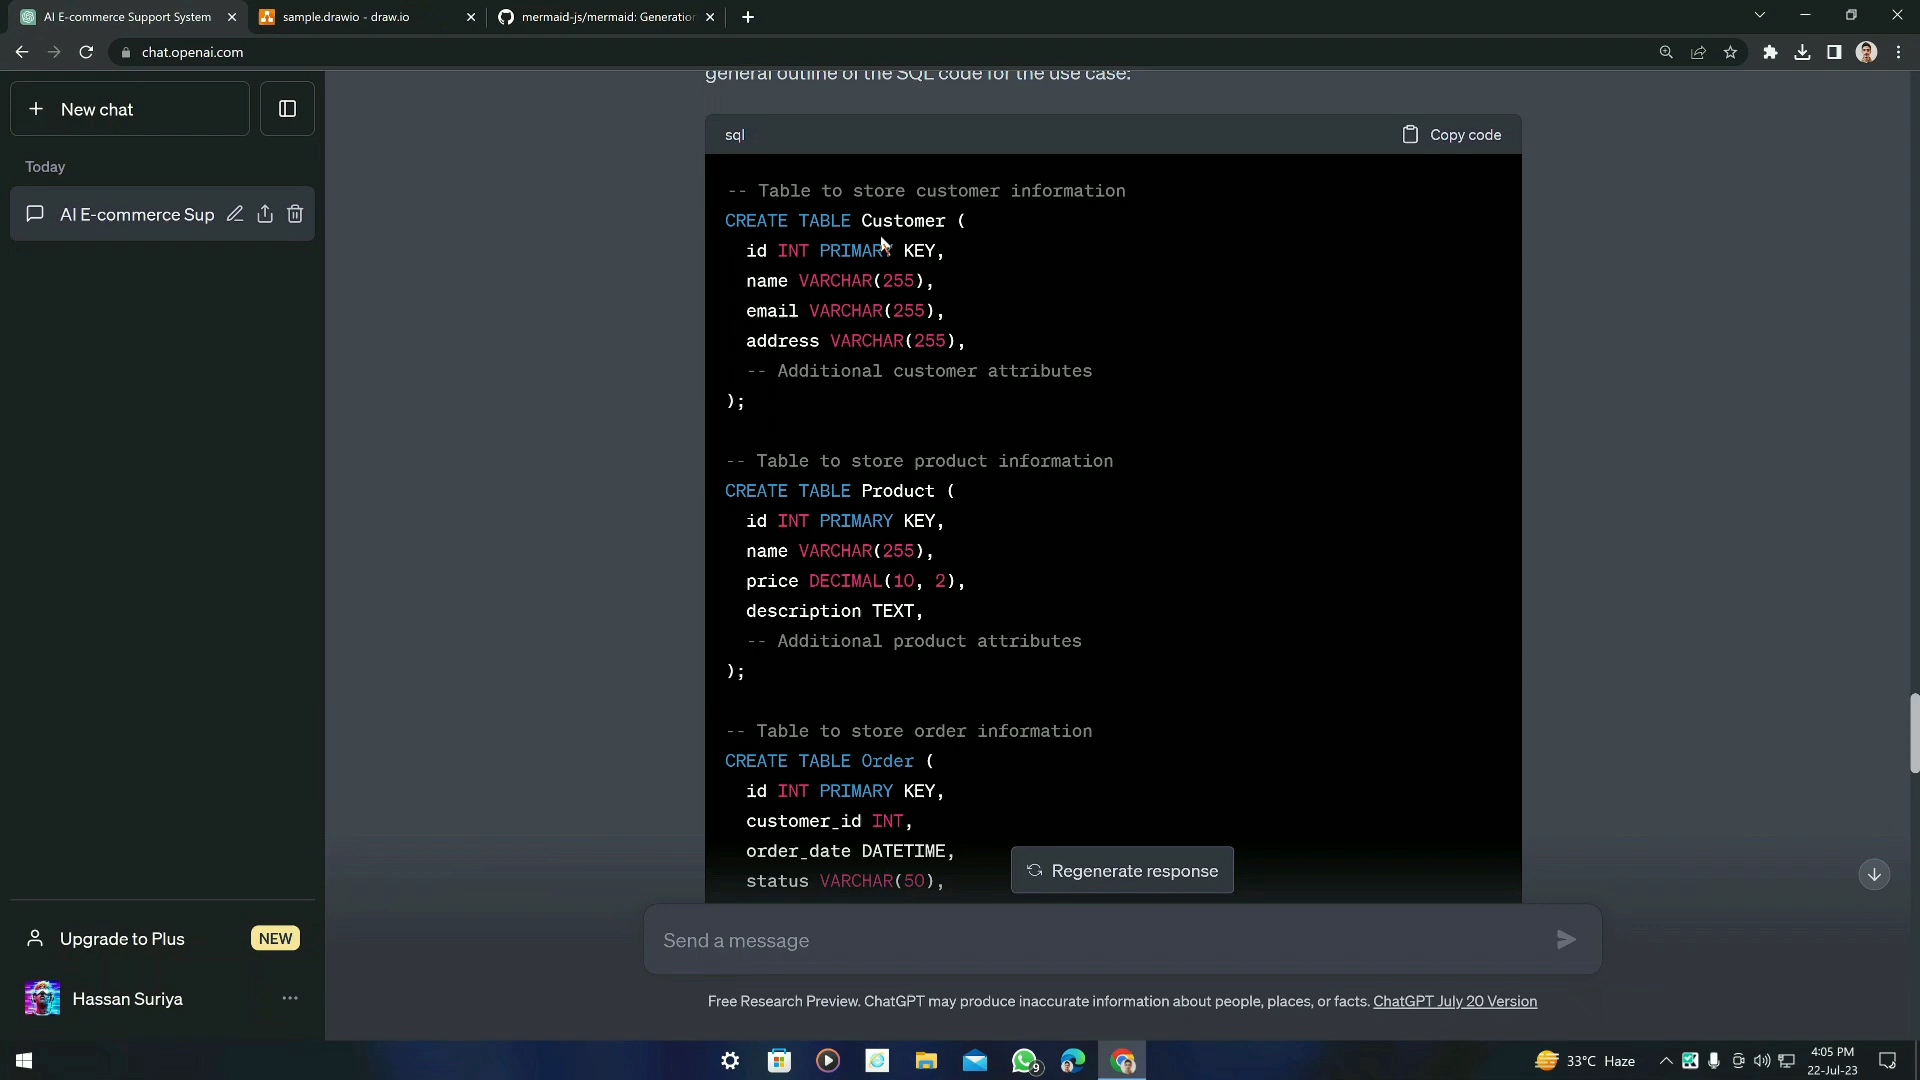 AI E-commerce Support System
sample.drawio - draw.io
mermaid-js/mermaid: Generation
chat.openai.com
New chat
Today
AI E-commerce Sup
general outline of the SQL code for the use case:
sql
Copy code
-- Table to store customer information
CREATE TABLE Customer (
id INT PRIMARY KEY,
name VARCHAR(255),
email VARCHAR(255),
address VARCHAR(255),
-- Additional customer attributes
);
-- Table to store product information
CREATE TABLE Product (
id INT PRIMARY KEY,
name VARCHAR(255),
price DECIMAL(10, 2),
description TEXT,
-- Additional product attributes
);
-- Table to store order information
CREATE TABLE Order (
id INT PRIMARY KEY,
customer_id INT,
order_date DATETIME,
status VARCHAR(50),
Regenerate response
Upgrade to Plus
NEW
Hassan Suriya
Send a message
Free Research Preview. ChatGPT may produce inaccurate information about people, places, or facts. ChatGPT July 20 Version
9
33°C Haze
4:05 PM
22-Jul-23